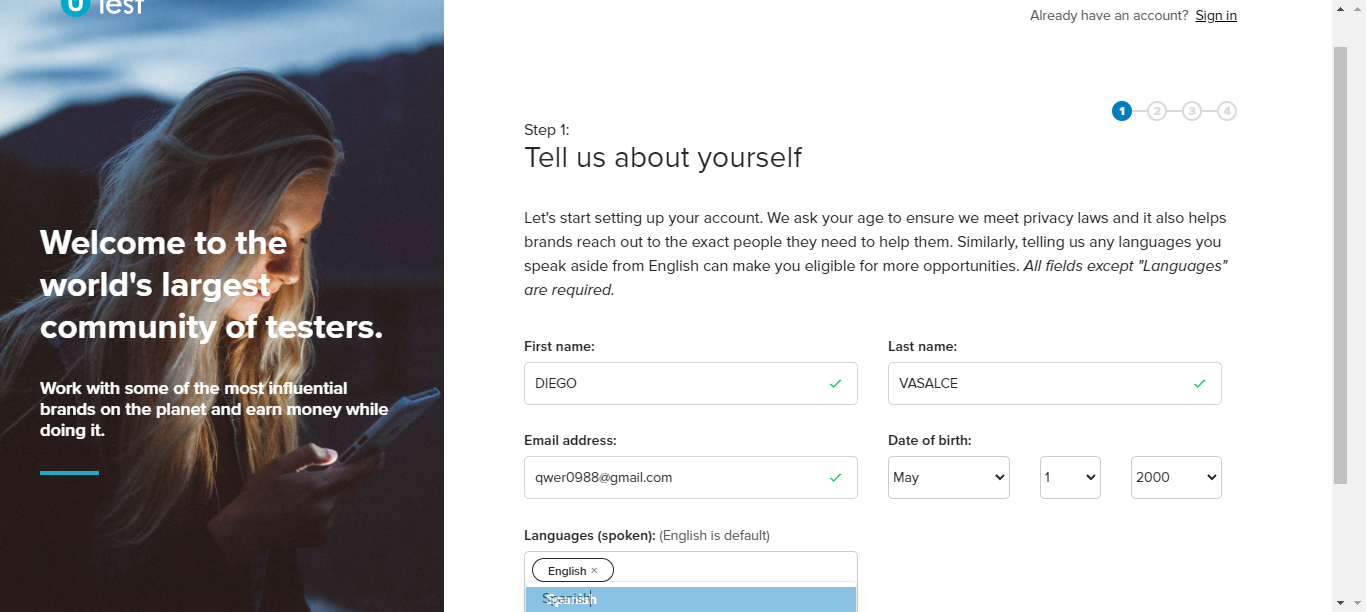 uTest
Already have an account? Sign in
1 2 3 4
Step 1:
Tell us about yourself
Welcome to the
world's largest
community of testers.
Work with some of the most influential
brands on the planet and earn money while
doing it.
Let's start setting up your account. We ask your age to ensure we meet privacy laws and it also helps
brands reach out to the exact people they need to help them. Similarly, telling us any languages you
speak aside from English can make you eligible for more opportunities. All fields except "Languages"
are required.
First name:
Last name:
DIEGO
VASALCE
Email address:
Date of birth:
qwer0988@gmail.com
May 1 2000
Languages (spoken): (English is default)
English ×
Spanish
Spanish